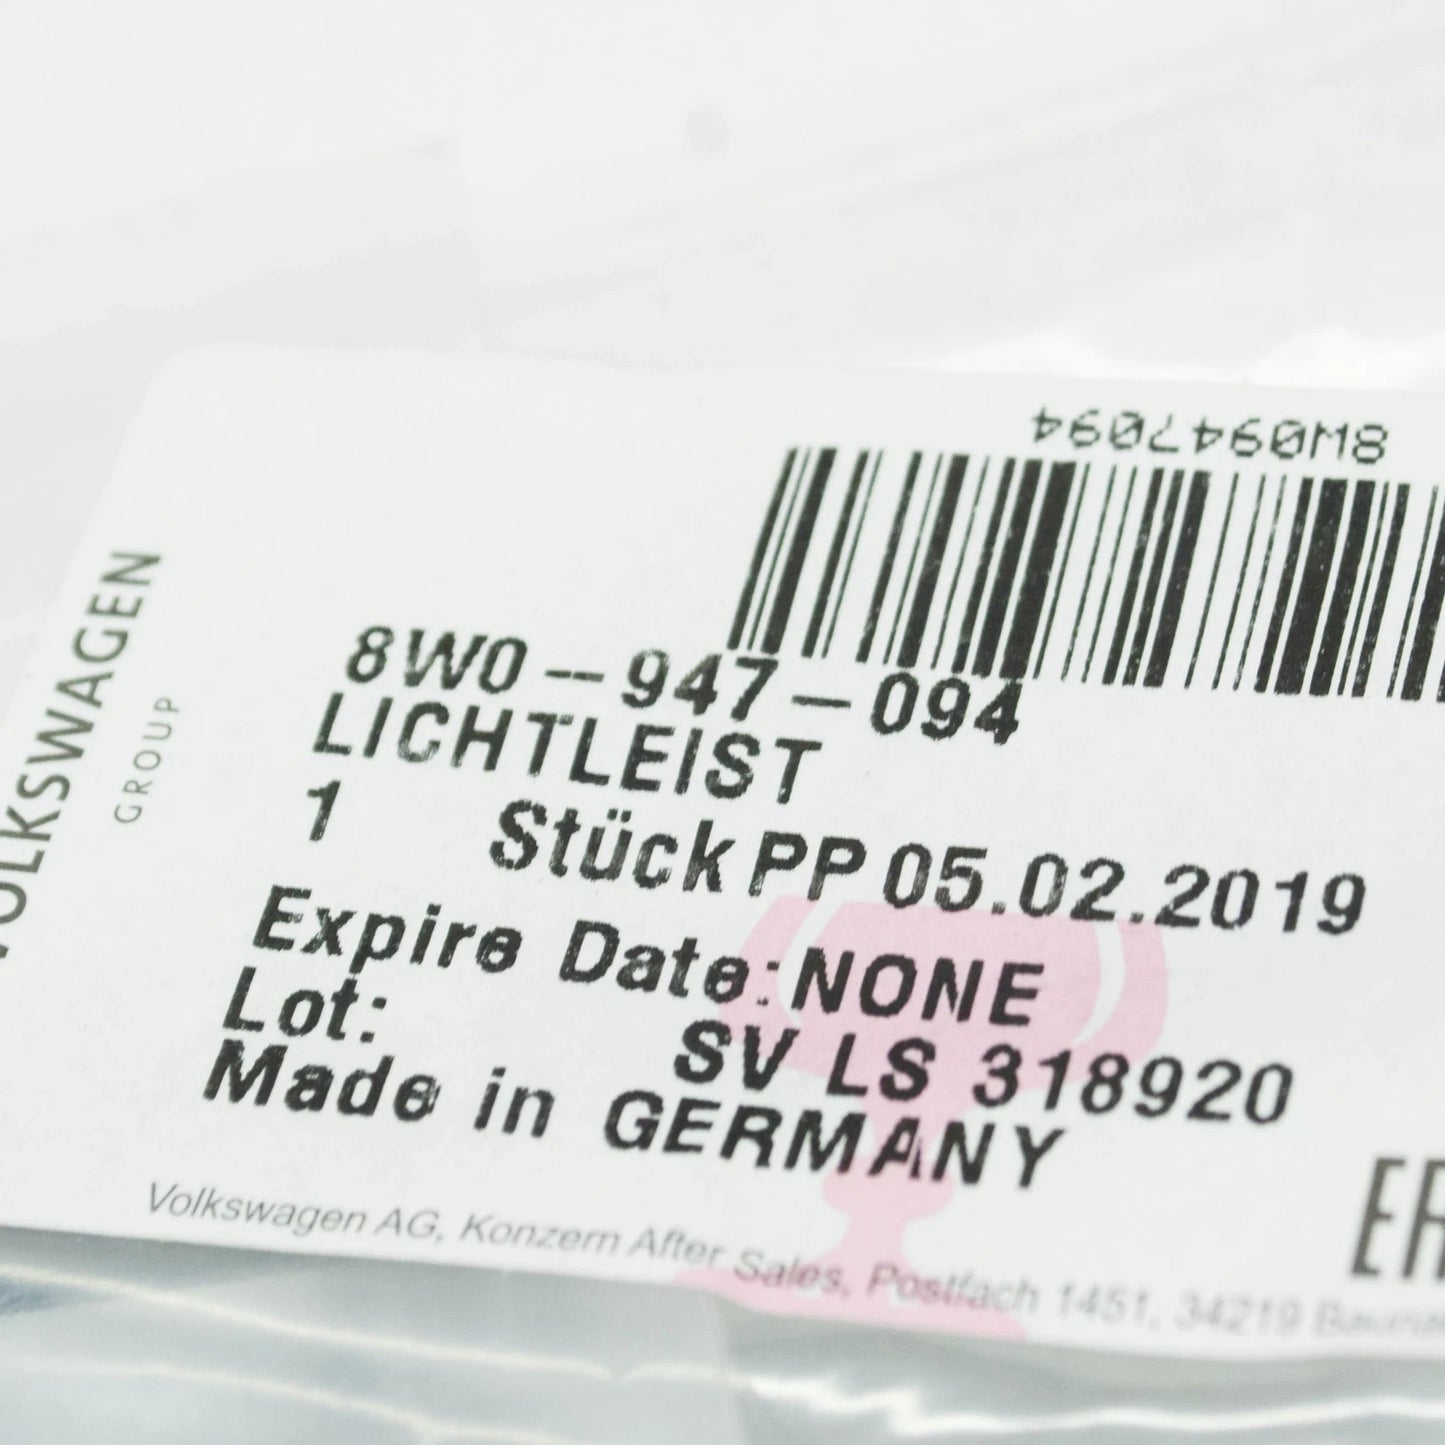 8W0947094
8W0-947-094
LICHTLEIST
1 Stück PP 05.02.2019
Expire Date: NONE
Lot: SV LS 318920
Made in GERMANY
Volkswagen AG, Konzern After Sales, Postfach 1451, 34219
VOLKSWAGEN
GROUP